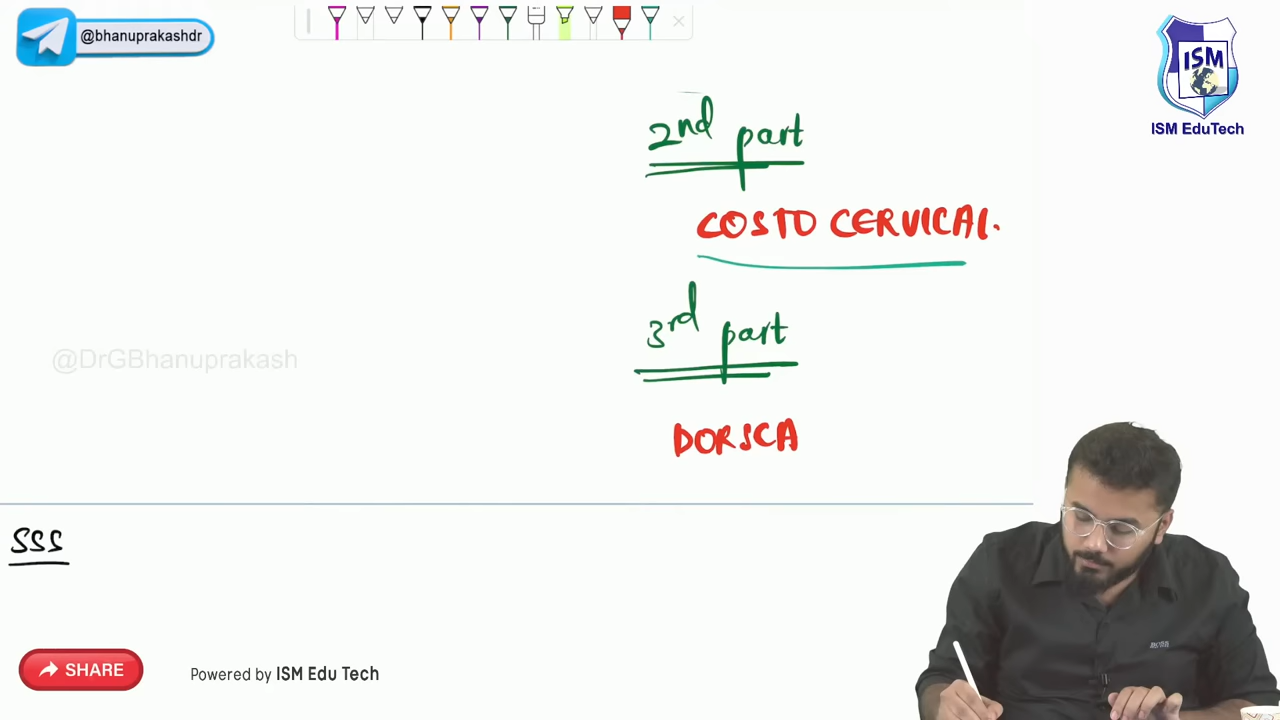 @bhanuprakashdr
ISM
ISM EduTech
2nd part
COSTO CERVICAL.
3rd part
@DrGBhanuprakash
DORSCA
SSS
SHARE
Powered by ISM Edu Tech